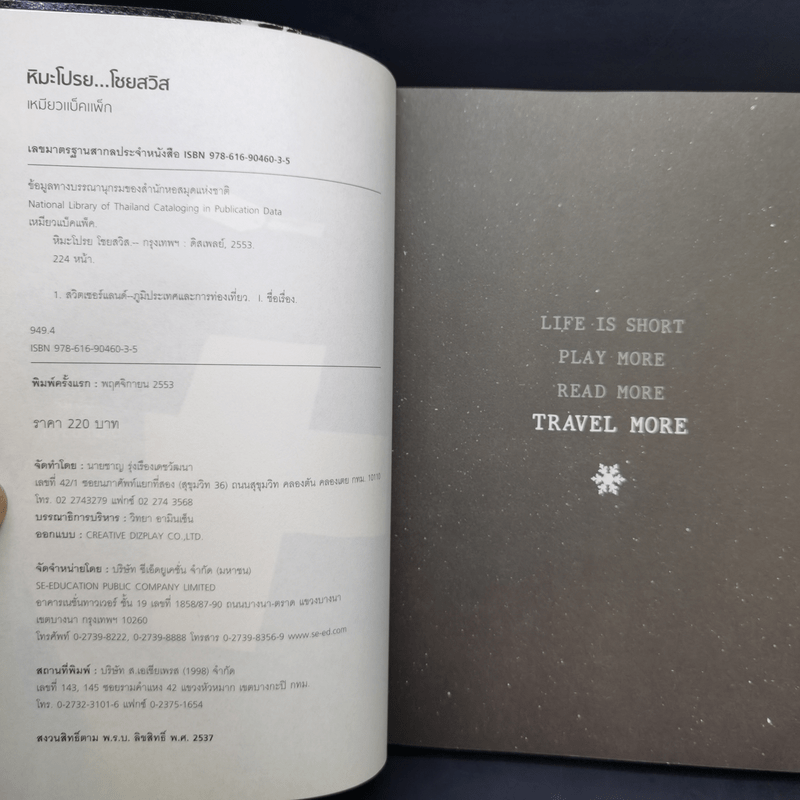 หิมะโปรย...โชยสวิส
เหมียวแบ็คแพ็ก
เลขมาตรฐานสากลประจำหนังสือ ISBN 978-616-90460-3-5
ข้อมูลทางบรรณานุกรมของสำนักหอสมุดแห่งชาติ
National Library of Thailand Cataloging in Publication Data
เหมียวแบ็คแพ็ค.
หิมะโปรย โชยสวิส.– กรุงเทพฯ : ดิสเพลย์, 2553.
224 หน้า.
1. สวิตเซอร์แลนด์–ภูมิประเทศและการท่องเที่ยว. I. ชื่อเรื่อง.
949.4
ISBN 978-616-90460-3-5
พิมพ์ครั้งแรก : พฤศจิกายน 2553
ราคา 220 บาท
จัดทำโดย : นายชาญ รุ่งเรืองเดชวัฒนา
เลขที่ 42/1 ซอยนภาศัพท์แยกที่สอง (สุขุมวิท 36) ถนนสุขุมวิท คลองตัน คลองเตย กทม. 10110
โทร. 02 2743279 แฟกซ์ 02 274 3568
บรรณาธิการบริหาร : วิทยา อามินเซ็น
ออกแบบ : CREATIVE DIZPLAY CO.,LTD.
จัดจำหน่ายโดย : บริษัท ซีเอ็ดยูเคชั่น จำกัด (มหาชน)
SE-EDUCATION PUBLIC COMPANY LIMITED
อาคารเนชั่นทาวเวอร์ ชั้น 19 เลขที่ 1858/87-90 ถนนบางนา-ตราด แขวงบางนา
เขตบางนา กรุงเทพฯ 10260
โทรศัพท์ 0-2739-8222, 0-2739-8888 โทรสาร 0-2739-8356-9 www.se-ed.com
สถานที่พิมพ์ : บริษัท ส.เอเชียเพรส (1998) จำกัด
เลขที่ 143, 145 ซอยรามคำแหง 42 แขวงหัวหมาก เขตบางกะปิ กทม.
โทร. 0-2732-3101-6 แฟกซ์ 0-2375-1654
สงวนสิทธิ์ตาม พ.ร.บ. ลิขสิทธิ์ พ.ศ. 2537
LIFE IS SHORT
PLAY MORE
READ MORE
TRAVEL MORE